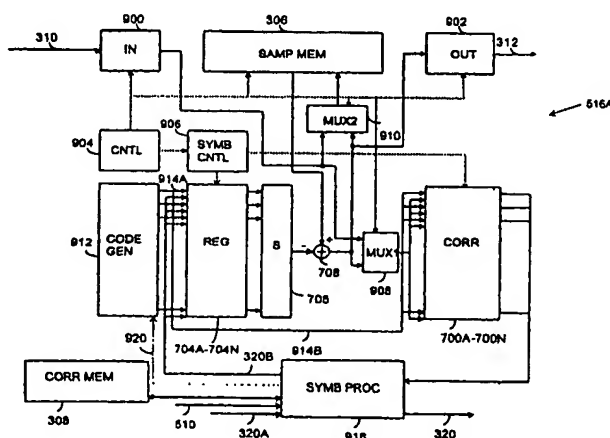 900
306
902
310
IN
SAMP MEM
OUT
312
516A
904
906
MUX2
910
CNTL
SYMB CNTL
914A
912
CODE GEN
REG
S
-
+
708
MUX
CORR
708
908
920
704A-704N
914B
700A-700N
320B
CORR MEM
SYMB PROC
308
510
320A
918
320